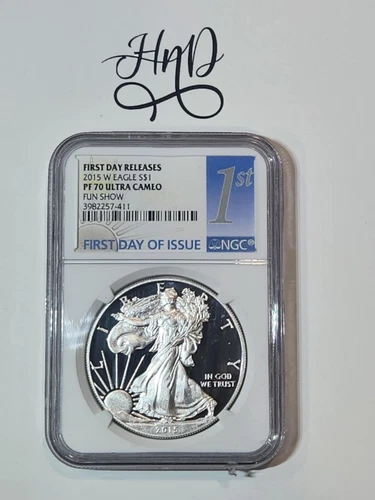 HnD
FIRST DAY RELEASES
2015 W EAGLE S$1
PF 70 ULTRA CAMEO
FUN SHOW
3982257-411
1st
FIRST DAY OF ISSUE
NGC®
LIBERTY
IN GOD
WE TRUST
2015